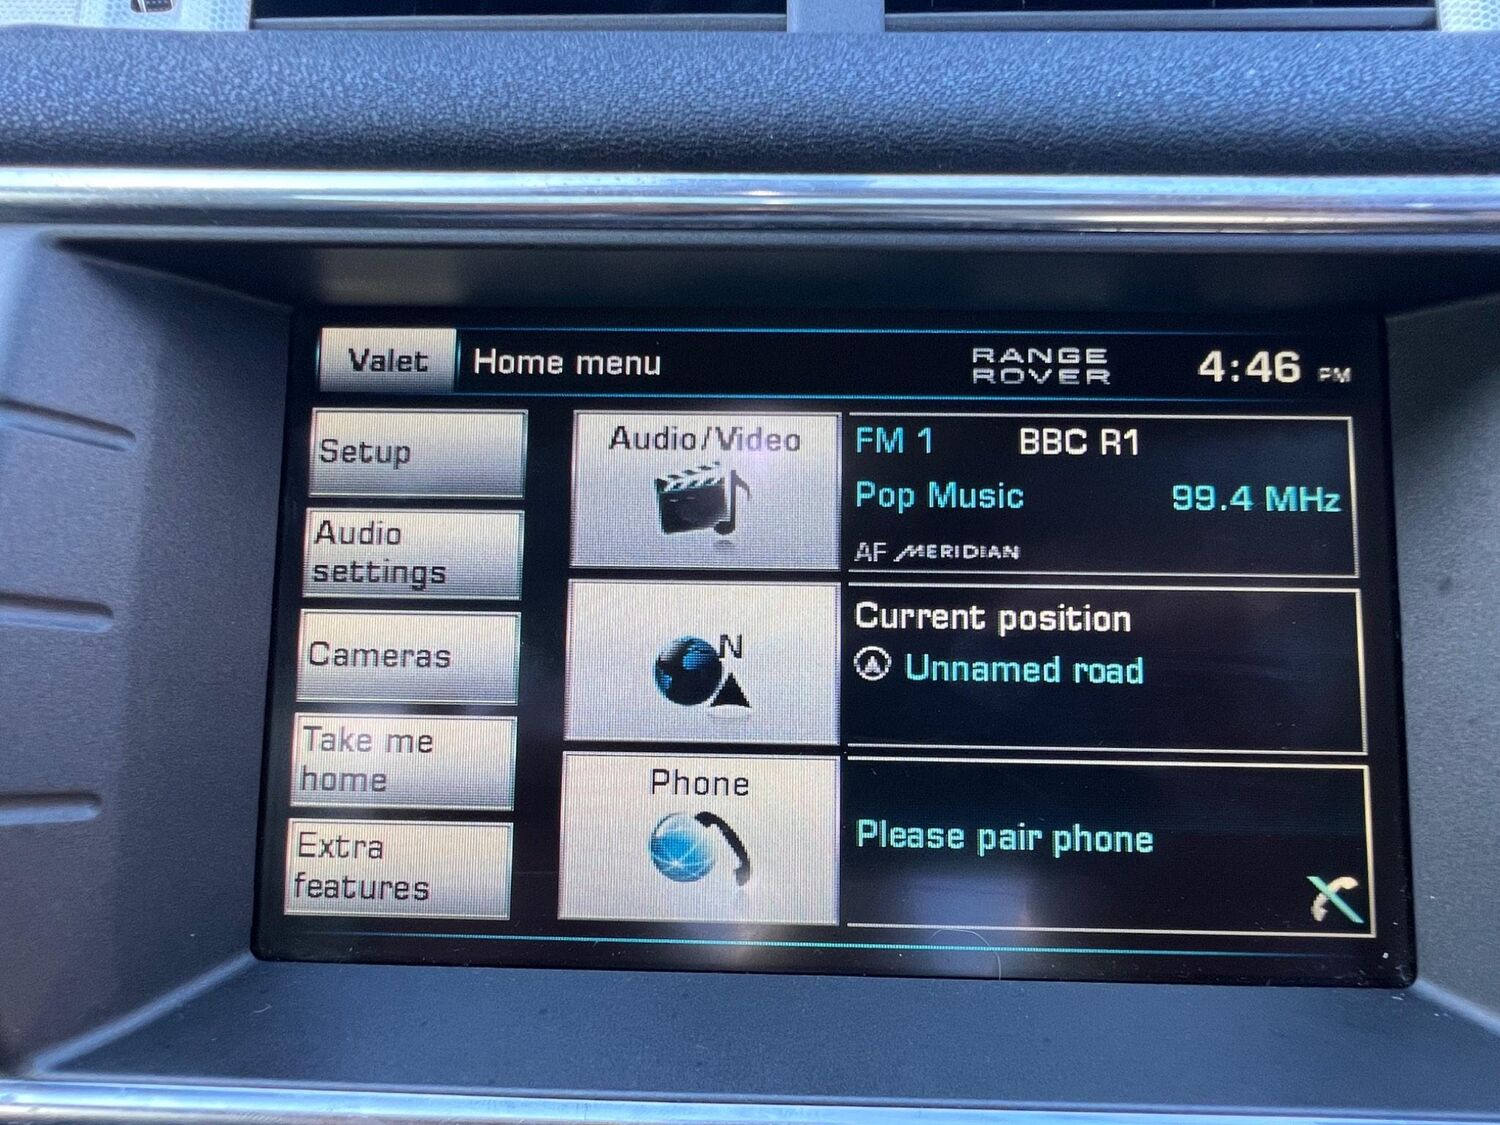 Valet
Home menu
RANGE
ROVER
4:46 PM
Setup
Audio
settings
Cameras
Take me
home
Extra
features
Audio/Video
N
Phone
FM 1 BBC R1
Pop Music 99.4 MHz
AF MERIDIAN
Current position
Unnamed road
Please pair phone